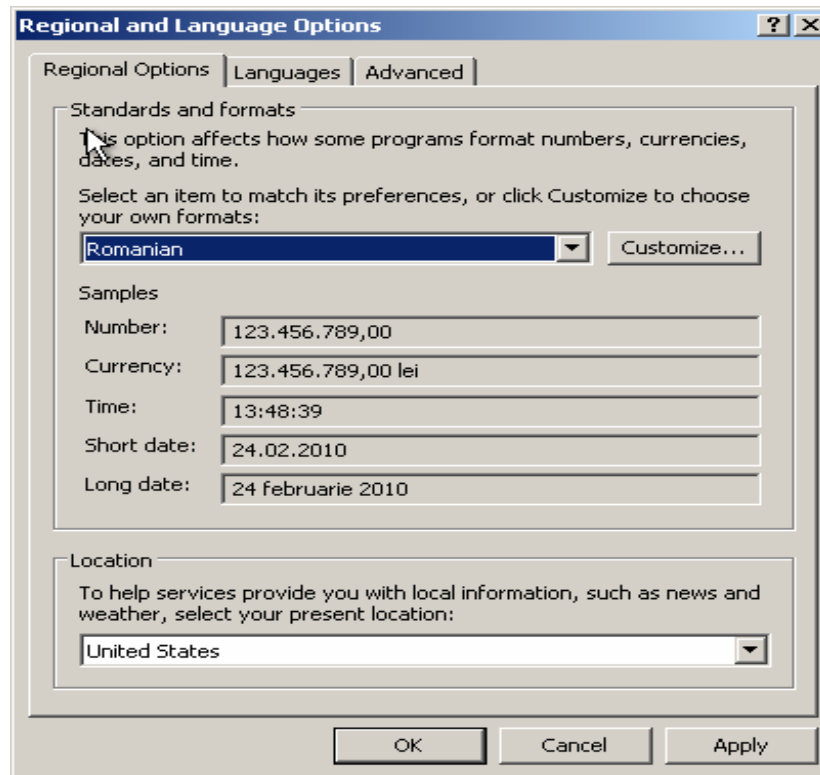 Regional and Language Options
Regional Options
Languages
Advanced
Standards and formats
This option affects how some programs format numbers, currencies,
dates, and time.
Select an item to match its preferences, or click Customize to choose
your own formats:
Romanian
Customize...
Samples
Number: 123.456.789,00
Currency: 123.456.789,00 lei
Time: 13:48:39
Short date: 24.02.2010
Long date: 24 februarie 2010
Location
To help services provide you with local information, such as news and
weather, select your present location:
United States
OK
Cancel
Apply